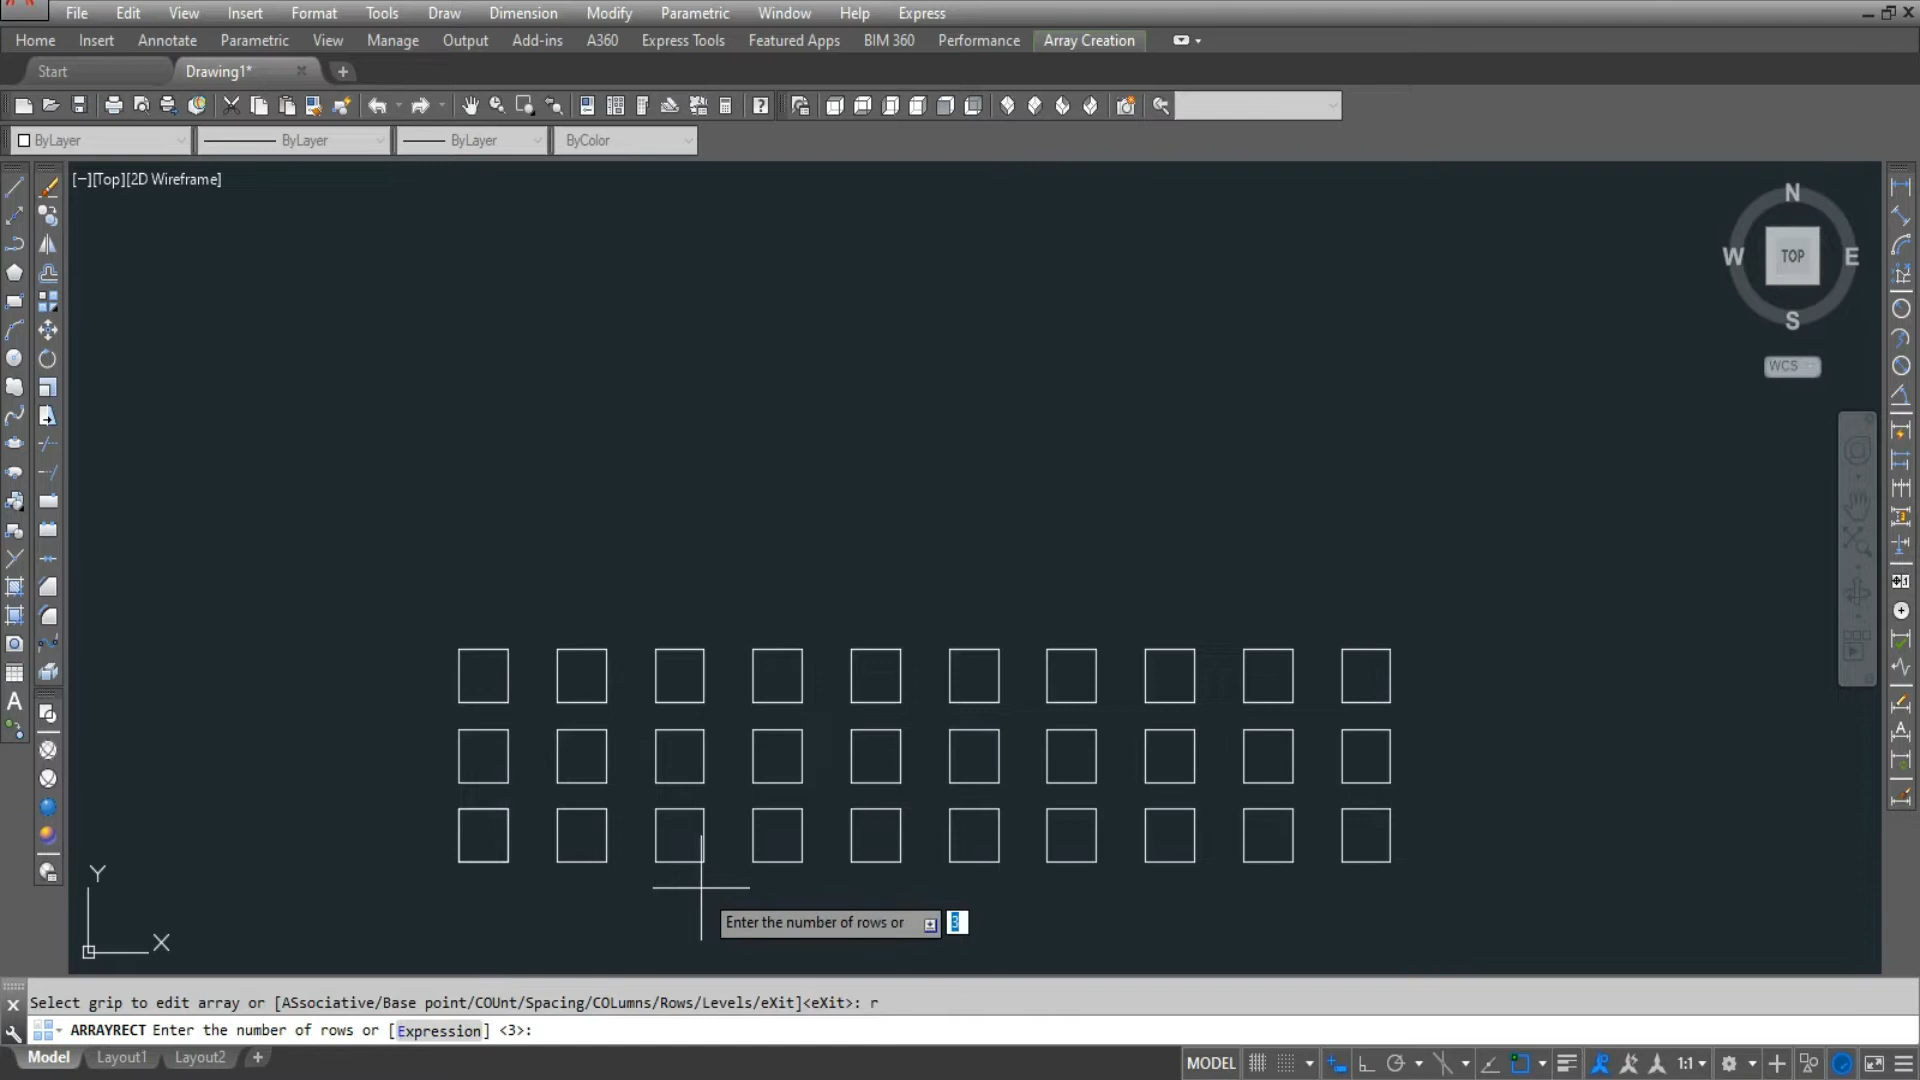 File Edit View Insert Format Tools Draw Dimension Modify Parametric Window Help Express
Home Insert Annotate Parametric View Manage Output Add-ins A360 Express Tools Featured Apps BIM 360 Performance Array Creation
Start Drawing1*
ByLayer ByLayer ByLayer ByColor
[−][Top][2D Wireframe]
N
W TOP E
S
WCS
Y
X
Enter the number of rows or 3
Select grip to edit array or [ASsociative/Base point/COUnt/Spacing/COLumns/Rows/Levels/eXit]<eXit>: r
ARRAYRECT Enter the number of rows or [Expression] <3>:
Model Layout1 Layout2 +
MODEL 1:1